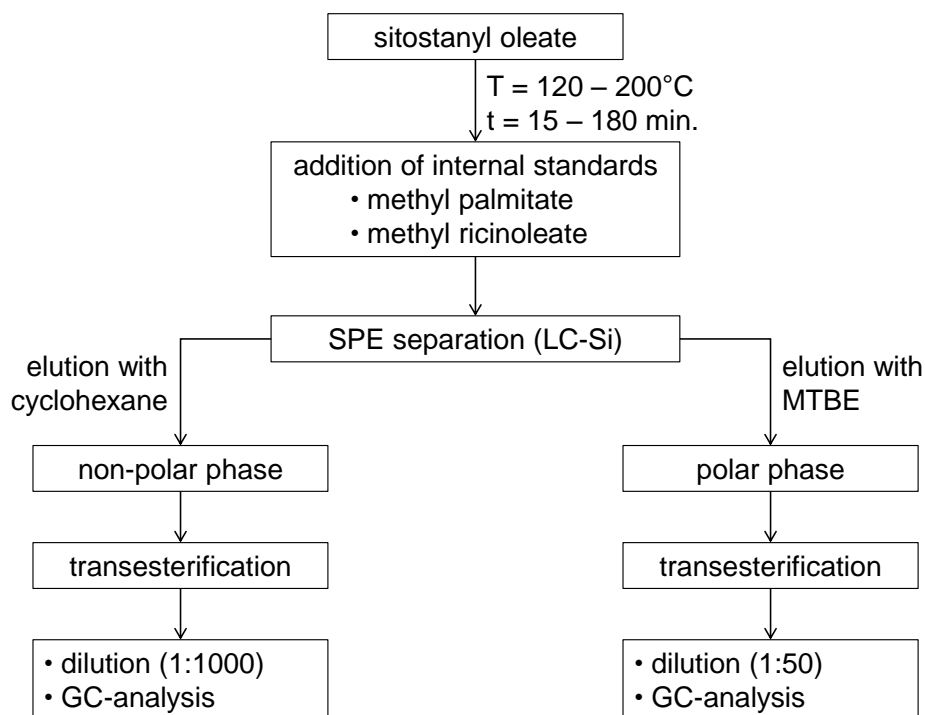 sitostanyl oleate
T = 120 – 200°C
t = 15 – 180 min.
addition of internal standards
• methyl palmitate
• methyl ricinoleate
SPE separation (LC-Si)
elution with
cyclohexane
elution with
MTBE
non-polar phase
polar phase
transesterification
transesterification
• dilution (1:1000)
• GC-analysis
• dilution (1:50)
• GC-analysis